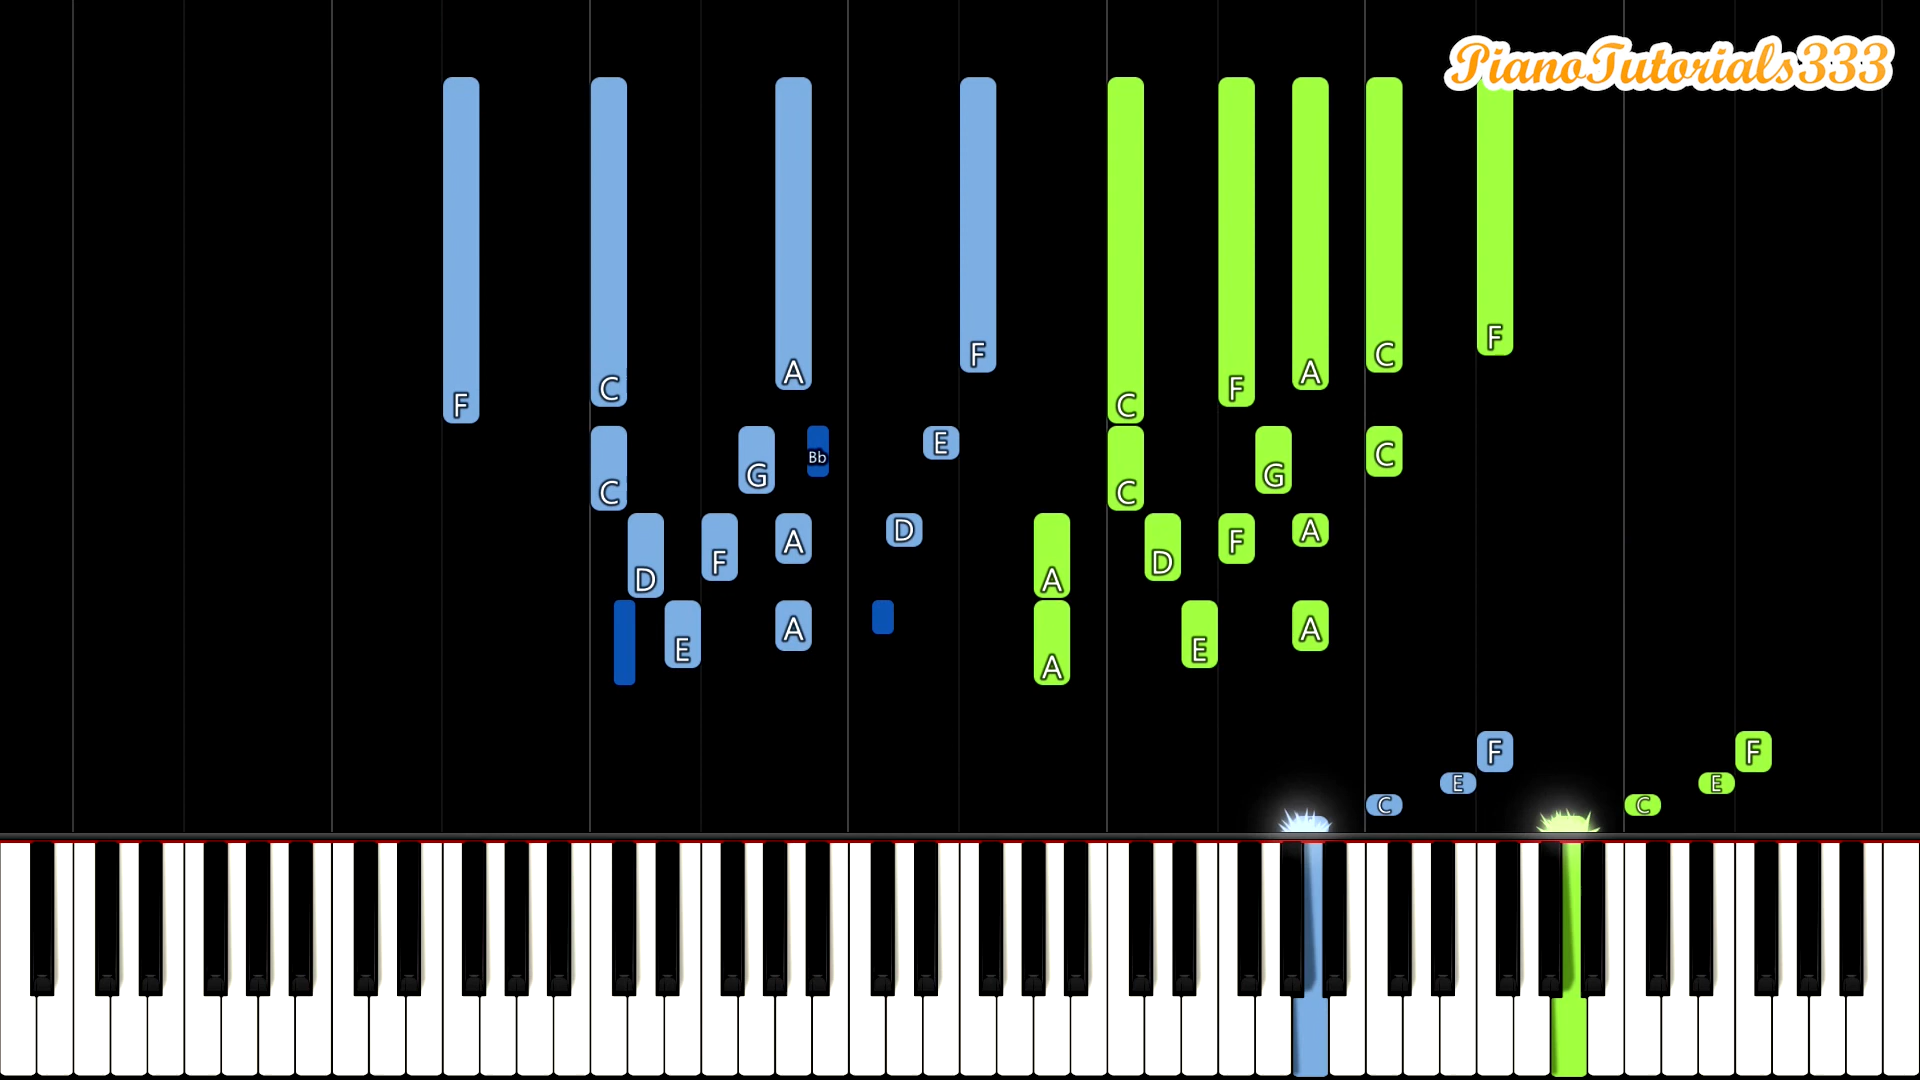 PianoTutorials333
F
F C
F C A
F C F A
E C
C G Bb C G
D A D A
F F
D A D
A E A E A
F F
E E
C C